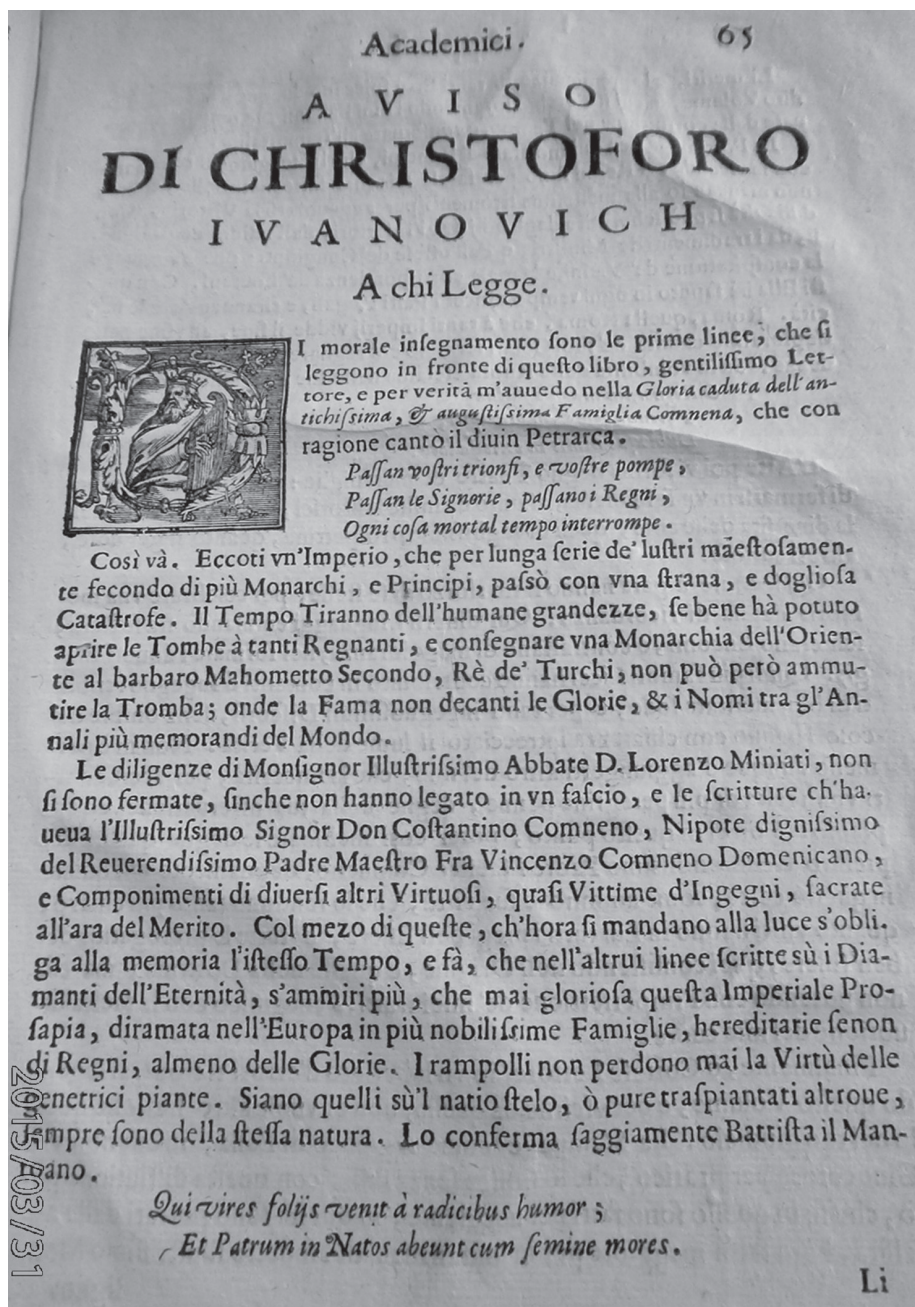 Academici. 65
AVISO
DI CHRISTOFORO
IVANOVICH
A chi Legge.
DI morale inſegnamento ſono le prime linee, che ſi
leggono in fronte di queſto libro, gentiliſſimo Let-
tore, e per verità m'auuedo nella Gloria caduta dell'an-
tichiſsima, & auguſtiſsima Famiglia Comnena, che con
ragione cantò il diuin Petrarca.
Paſſan voſtri trionfi, e voſtre pompe,
Paſſan le Signorie, paſſano i Regni,
Ogni coſa mortal tempo interrompe.
Così và. Eccoti vn'Imperio, che per lunga ſerie de' luſtri maeſtoſamen-
te fecondo di più Monarchi, e Principi, paſsò con vna ſtrana, e doglioſa
Cataſtrofe. Il Tempo Tiranno dell'humane grandezze, ſe bene hà potuto
aprire le Tombe à tanti Regnanti, e conſegnare vna Monarchia dell'Orien-
te al barbaro Mahometto Secondo, Rè de' Turchi, non può però ammu-
tire la Tromba; onde la Fama non decanti le Glorie, & i Nomi tra gl'An-
nali più memorandi del Mondo.
Le diligenze di Monſignor Illuſtriſsimo Abbate D. Lorenzo Miniati, non
ſi ſono fermate, ſinche non hanno legato in vn faſcio, e le ſcritture ch'ha.
ueua l'Illuſtriſsimo Signor Don Coſtantino Comneno, Nipote digniſsimo
del Reuerendiſsimo Padre Maeſtro Fra Vincenzo Comneno Domenicano,
e Componimenti di diuerſi altri Virtuoſi, quaſi Vittime d'Ingegni, ſacrate
all'ara del Merito. Col mezo di queſte, ch'hora ſi mandano alla luce s'obli.
ga alla memoria l'iſteſſo Tempo, e fà, che nell'altrui linee ſcritte sù i Dia-
manti dell'Eternità, s'ammiri più, che mai glorioſa queſta Imperiale Pro-
ſapia, diramata nell'Europa in più nobiliſsime Famiglie, hereditarie ſenon
di Regni, almeno delle Glorie. I rampolli non perdono mai la Virtù delle
genetrici piante. Siano quelli sù'l natio ſtelo, ò pure traſpiantati altroue,
ſempre ſono della ſteſſa natura. Lo conferma ſaggiamente Battiſta il Man-
toano.
Qui vires folijs venit à radicibus humor;
Et Patrum in Natos abeunt cum ſemine mores.
Li
2015/03/31